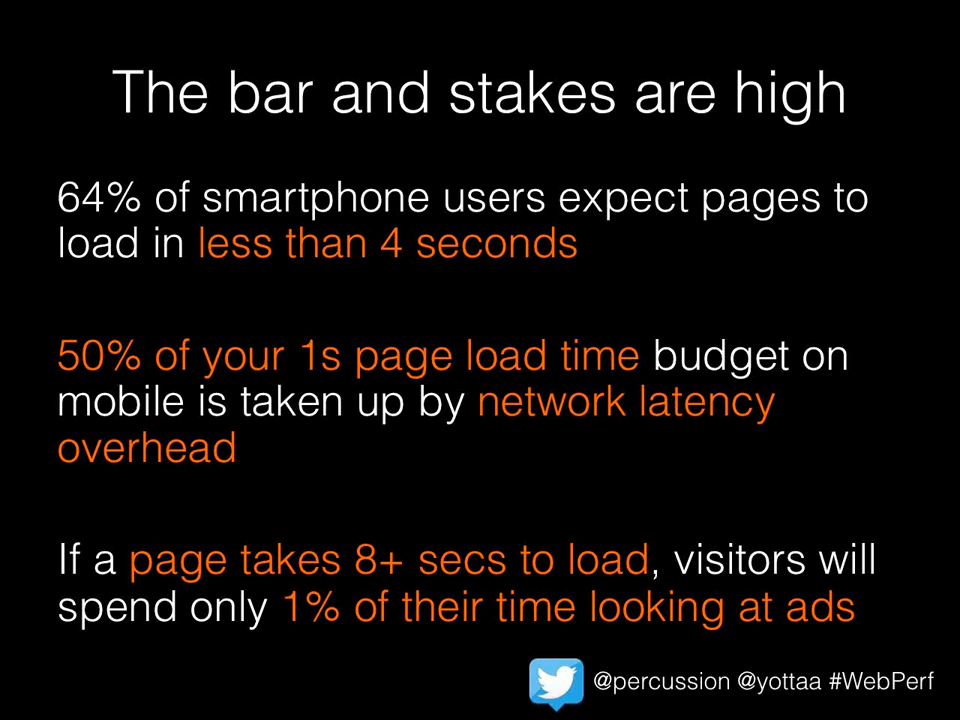 The bar and stakes are high
64% of smartphone users expect pages to
load in less than 4 seconds
50% of your 1s page load time budget on
mobile is taken up by network latency
overhead
If a page takes 8+ secs to load, visitors will
spend only 1% of their time looking at ads
@percussion @yottaa #WebPerf